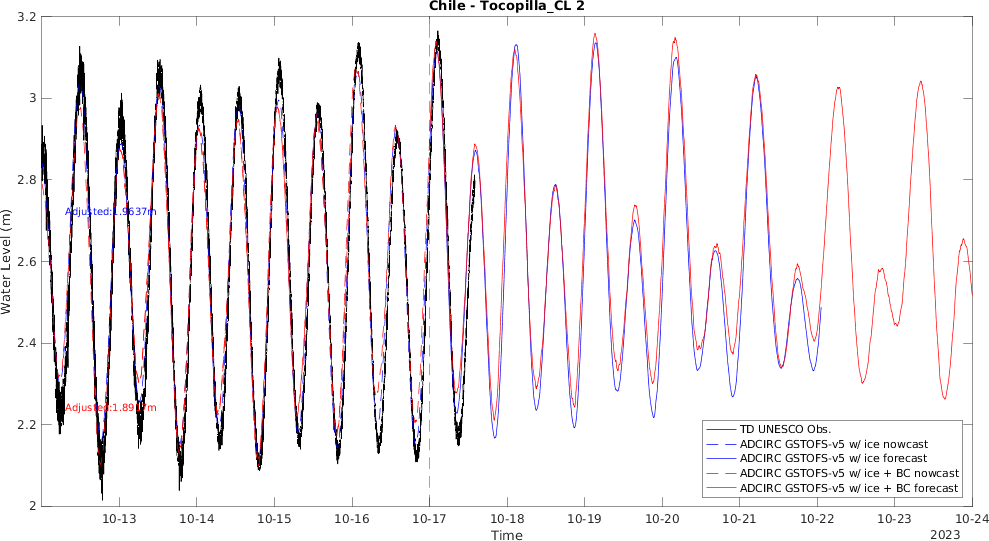 Chile - Tocopilla_CL 2
Water Level (m)
3.2
3
2.8
2.6
2.4
2.2
2
Adjusted:1.9637m
TD UNESCO Obs.
ADCIRC GSTOFS-v5 w/ ice nowcast
ADCIRC GSTOFS-v5 w/ ice forecast
ADCIRC GSTOFS-v5 w/ ice + BC nowcast
ADCIRC GSTOFS-v5 w/ ice + BC forecast
10-13 10-14 10-15 10-16 10-17 10-18 10-19 10-20 10-21 10-22 10-23 10-24
Time
2023